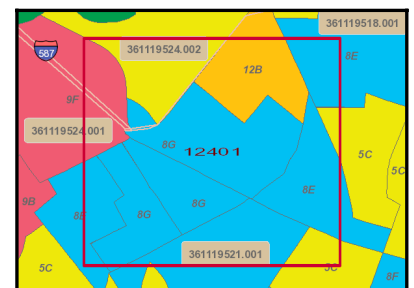 361119518.001
361119524.002
587
8E
12B
9F
361119524.001
8G
12401
5C
5C
8E
9B
8E
8G
8G
361119521.001
5C
5C
8F